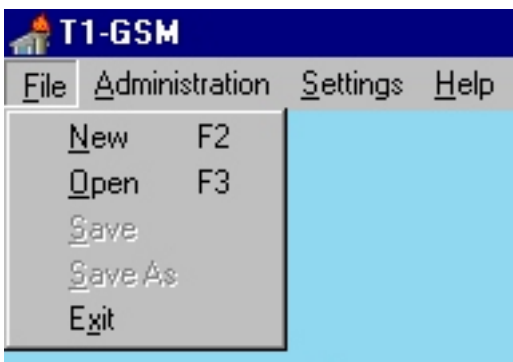 T1-GSM
File Administration Settings Help
New F2
Open F3
Save
Save As
Exit